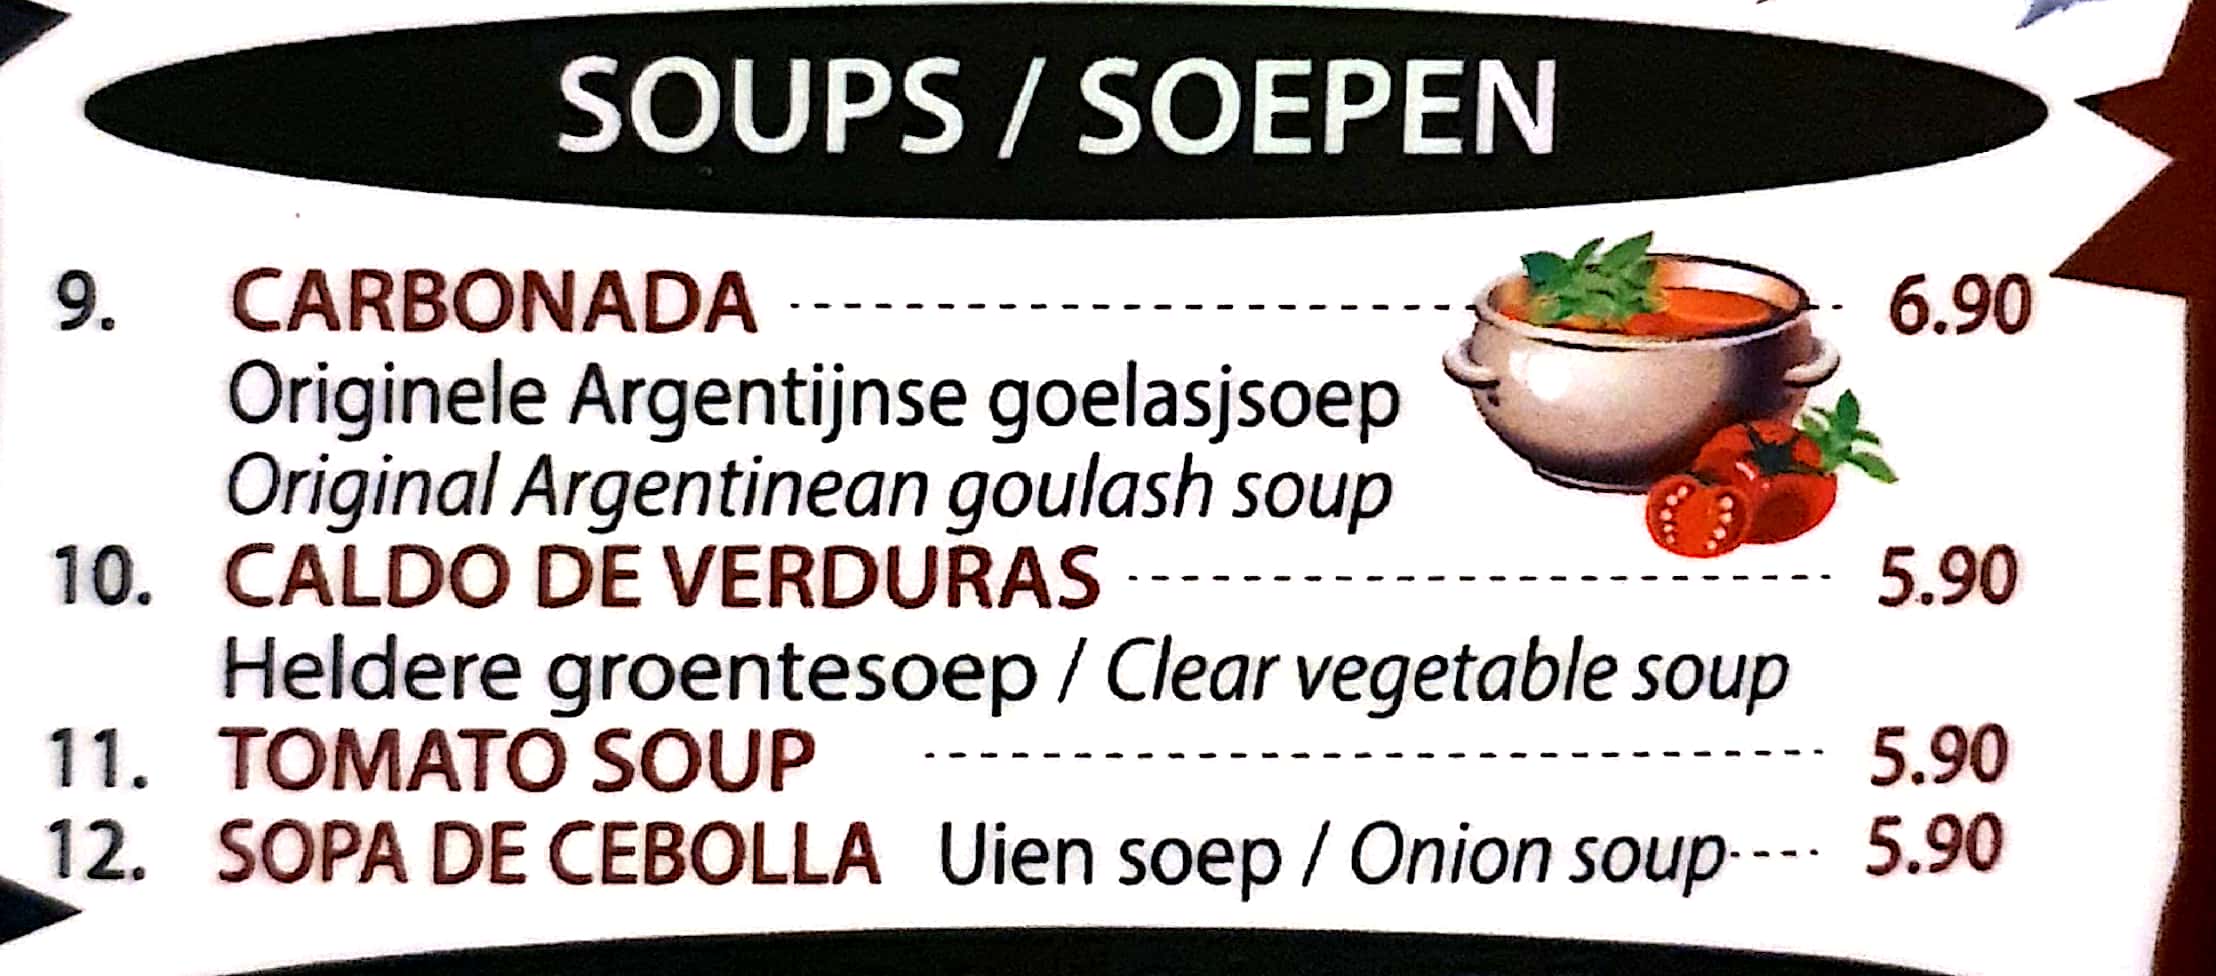 SOUPS / SOEPEN
9. CARBONADA 6.90
Originele Argentijnse goelasjsoep
Original Argentinean goulash soup
10. CALDO DE VERDURAS 5.90
Heldere groentesoep / Clear vegetable soup
11. TOMATO SOUP 5.90
12. SOPA DE CEBOLLA Uien soep / Onion soup 5.90